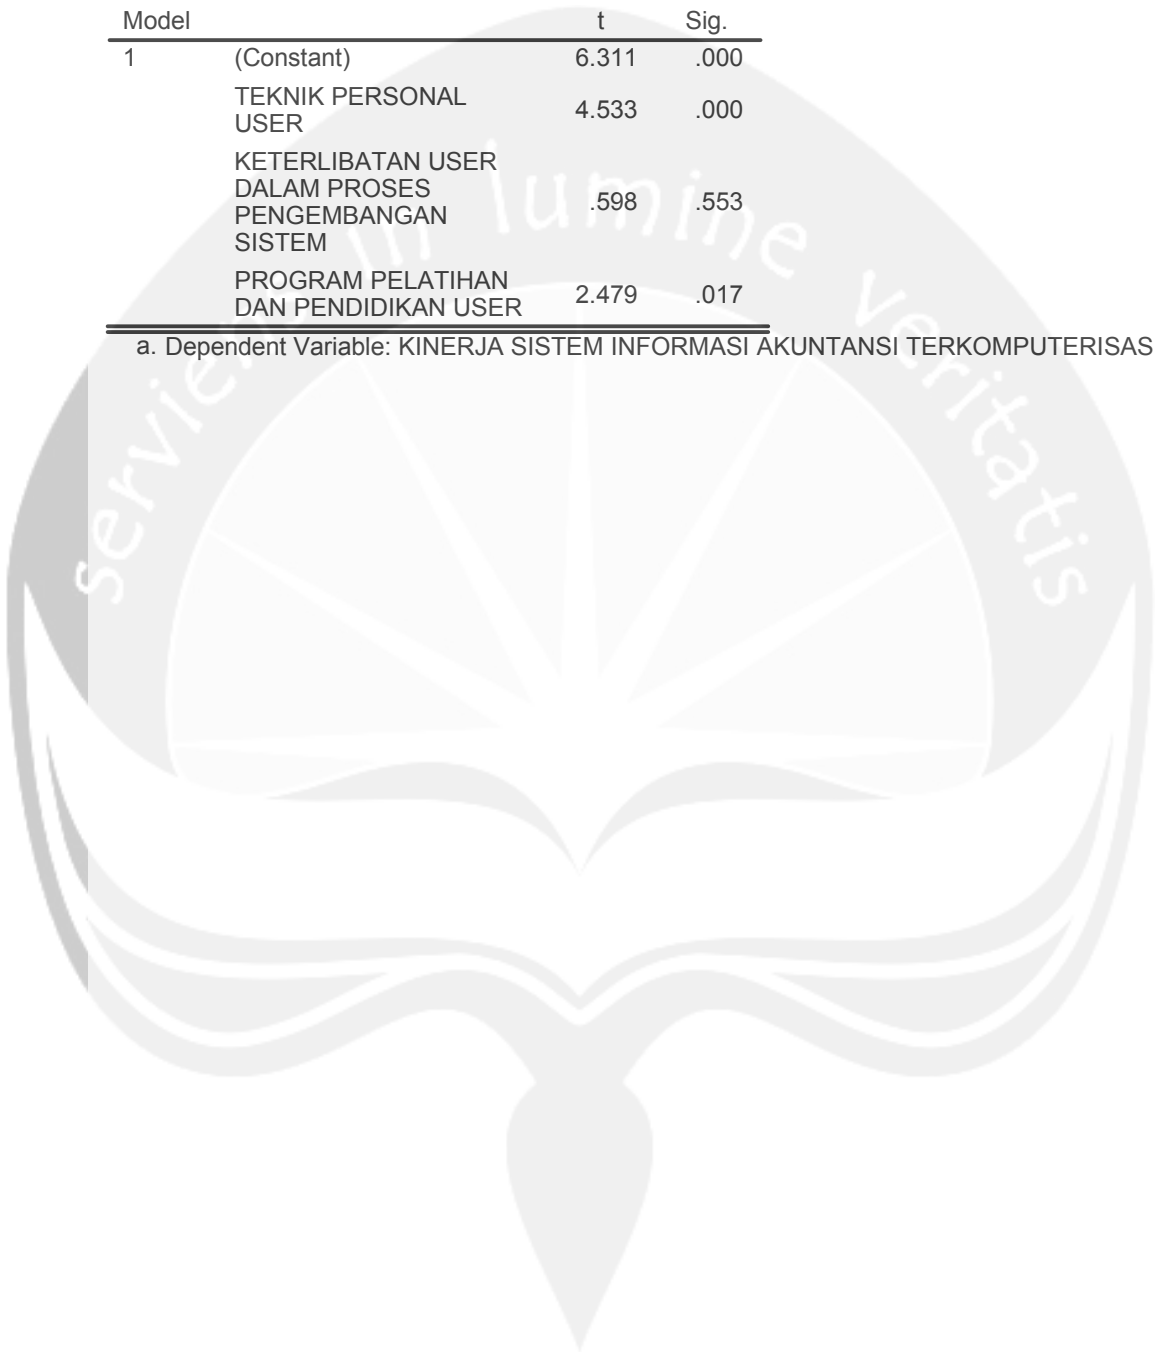 Model t Sig.
1 (Constant) 6.311 .000
TEKNIK PERSONAL
USER 4.533 .000
KETERLIBATAN USER
DALAM PROSES
PENGEMBANGAN
SISTEM .598 .553
PROGRAM PELATIHAN
DAN PENDIDIKAN USER 2.479 .017
a. Dependent Variable: KINERJA SISTEM INFORMASI AKUNTANSI TERKOMPUTERISAS
serviens in lumine veritatis